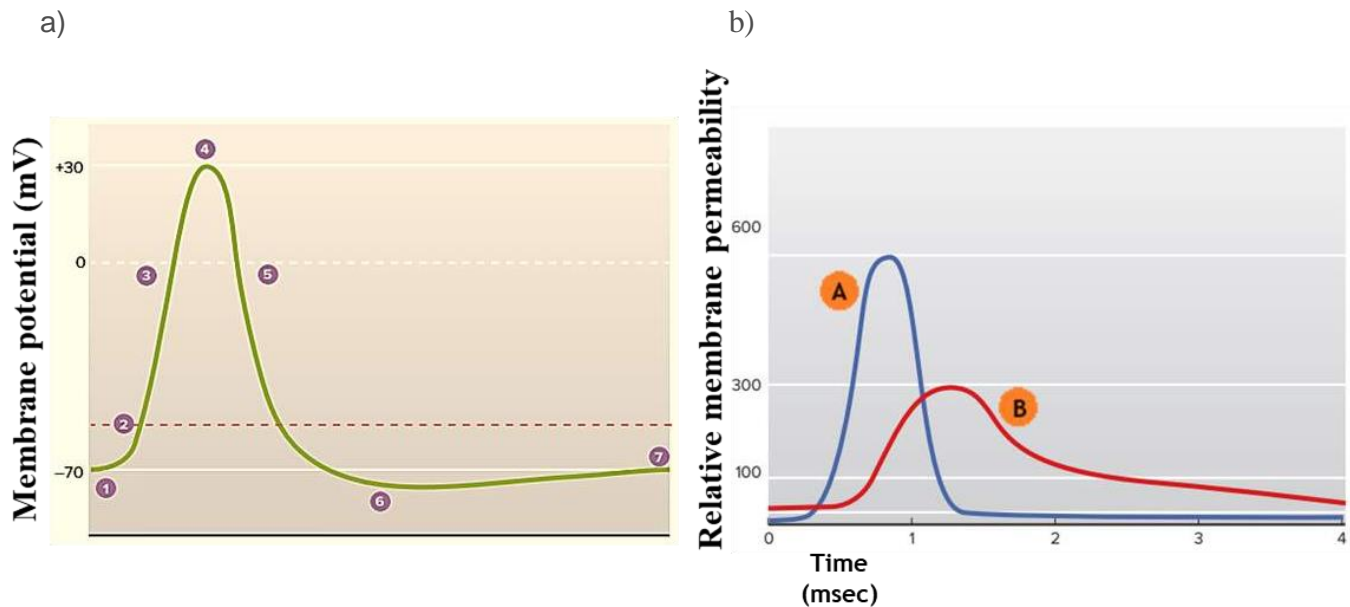 a)
b)
Membrane potential (mV)
+30
0
–70
1
2
3
4
5
6
7
Relative membrane permeability
600
300
100
A
B
0
1
2
3
4
Time
(msec)